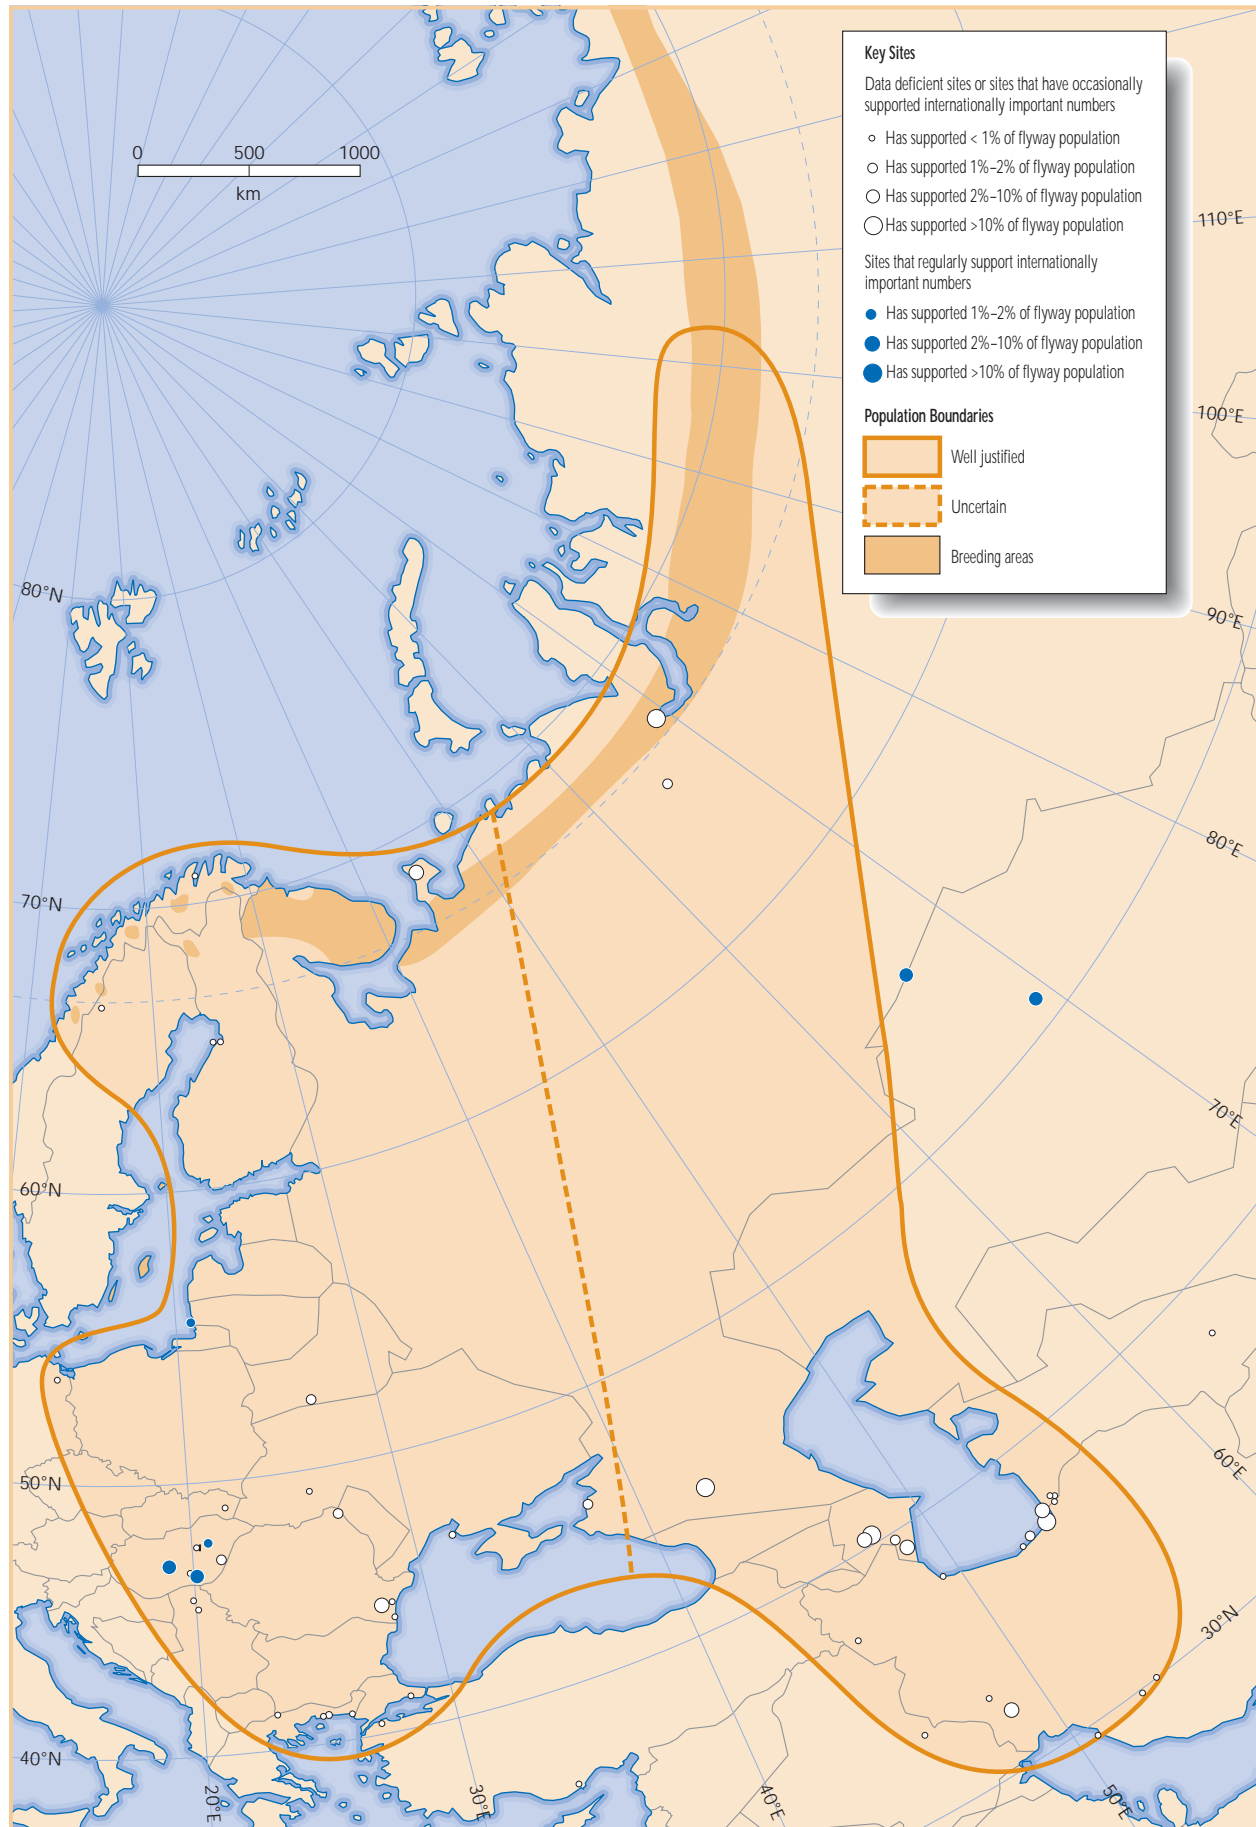 Key Sites
Data deficient sites or sites that have occasionally
supported internationally important numbers
Has supported < 1% of flyway population
Has supported 1%–2% of flyway population
Has supported 2%–10% of flyway population
Has supported >10% of flyway population
Sites that regularly support internationally
important numbers
Has supported 1%–2% of flyway population
Has supported 2%–10% of flyway population
Has supported >10% of flyway population
Population Boundaries
Well justified
Uncertain
Breeding areas
0 500 1000
km
110°E
100°E
90°E
80°E
70°E
60°E
30°N
80°N
70°N
60°N
50°N
40°N
20°E
30°E
40°E
50°E